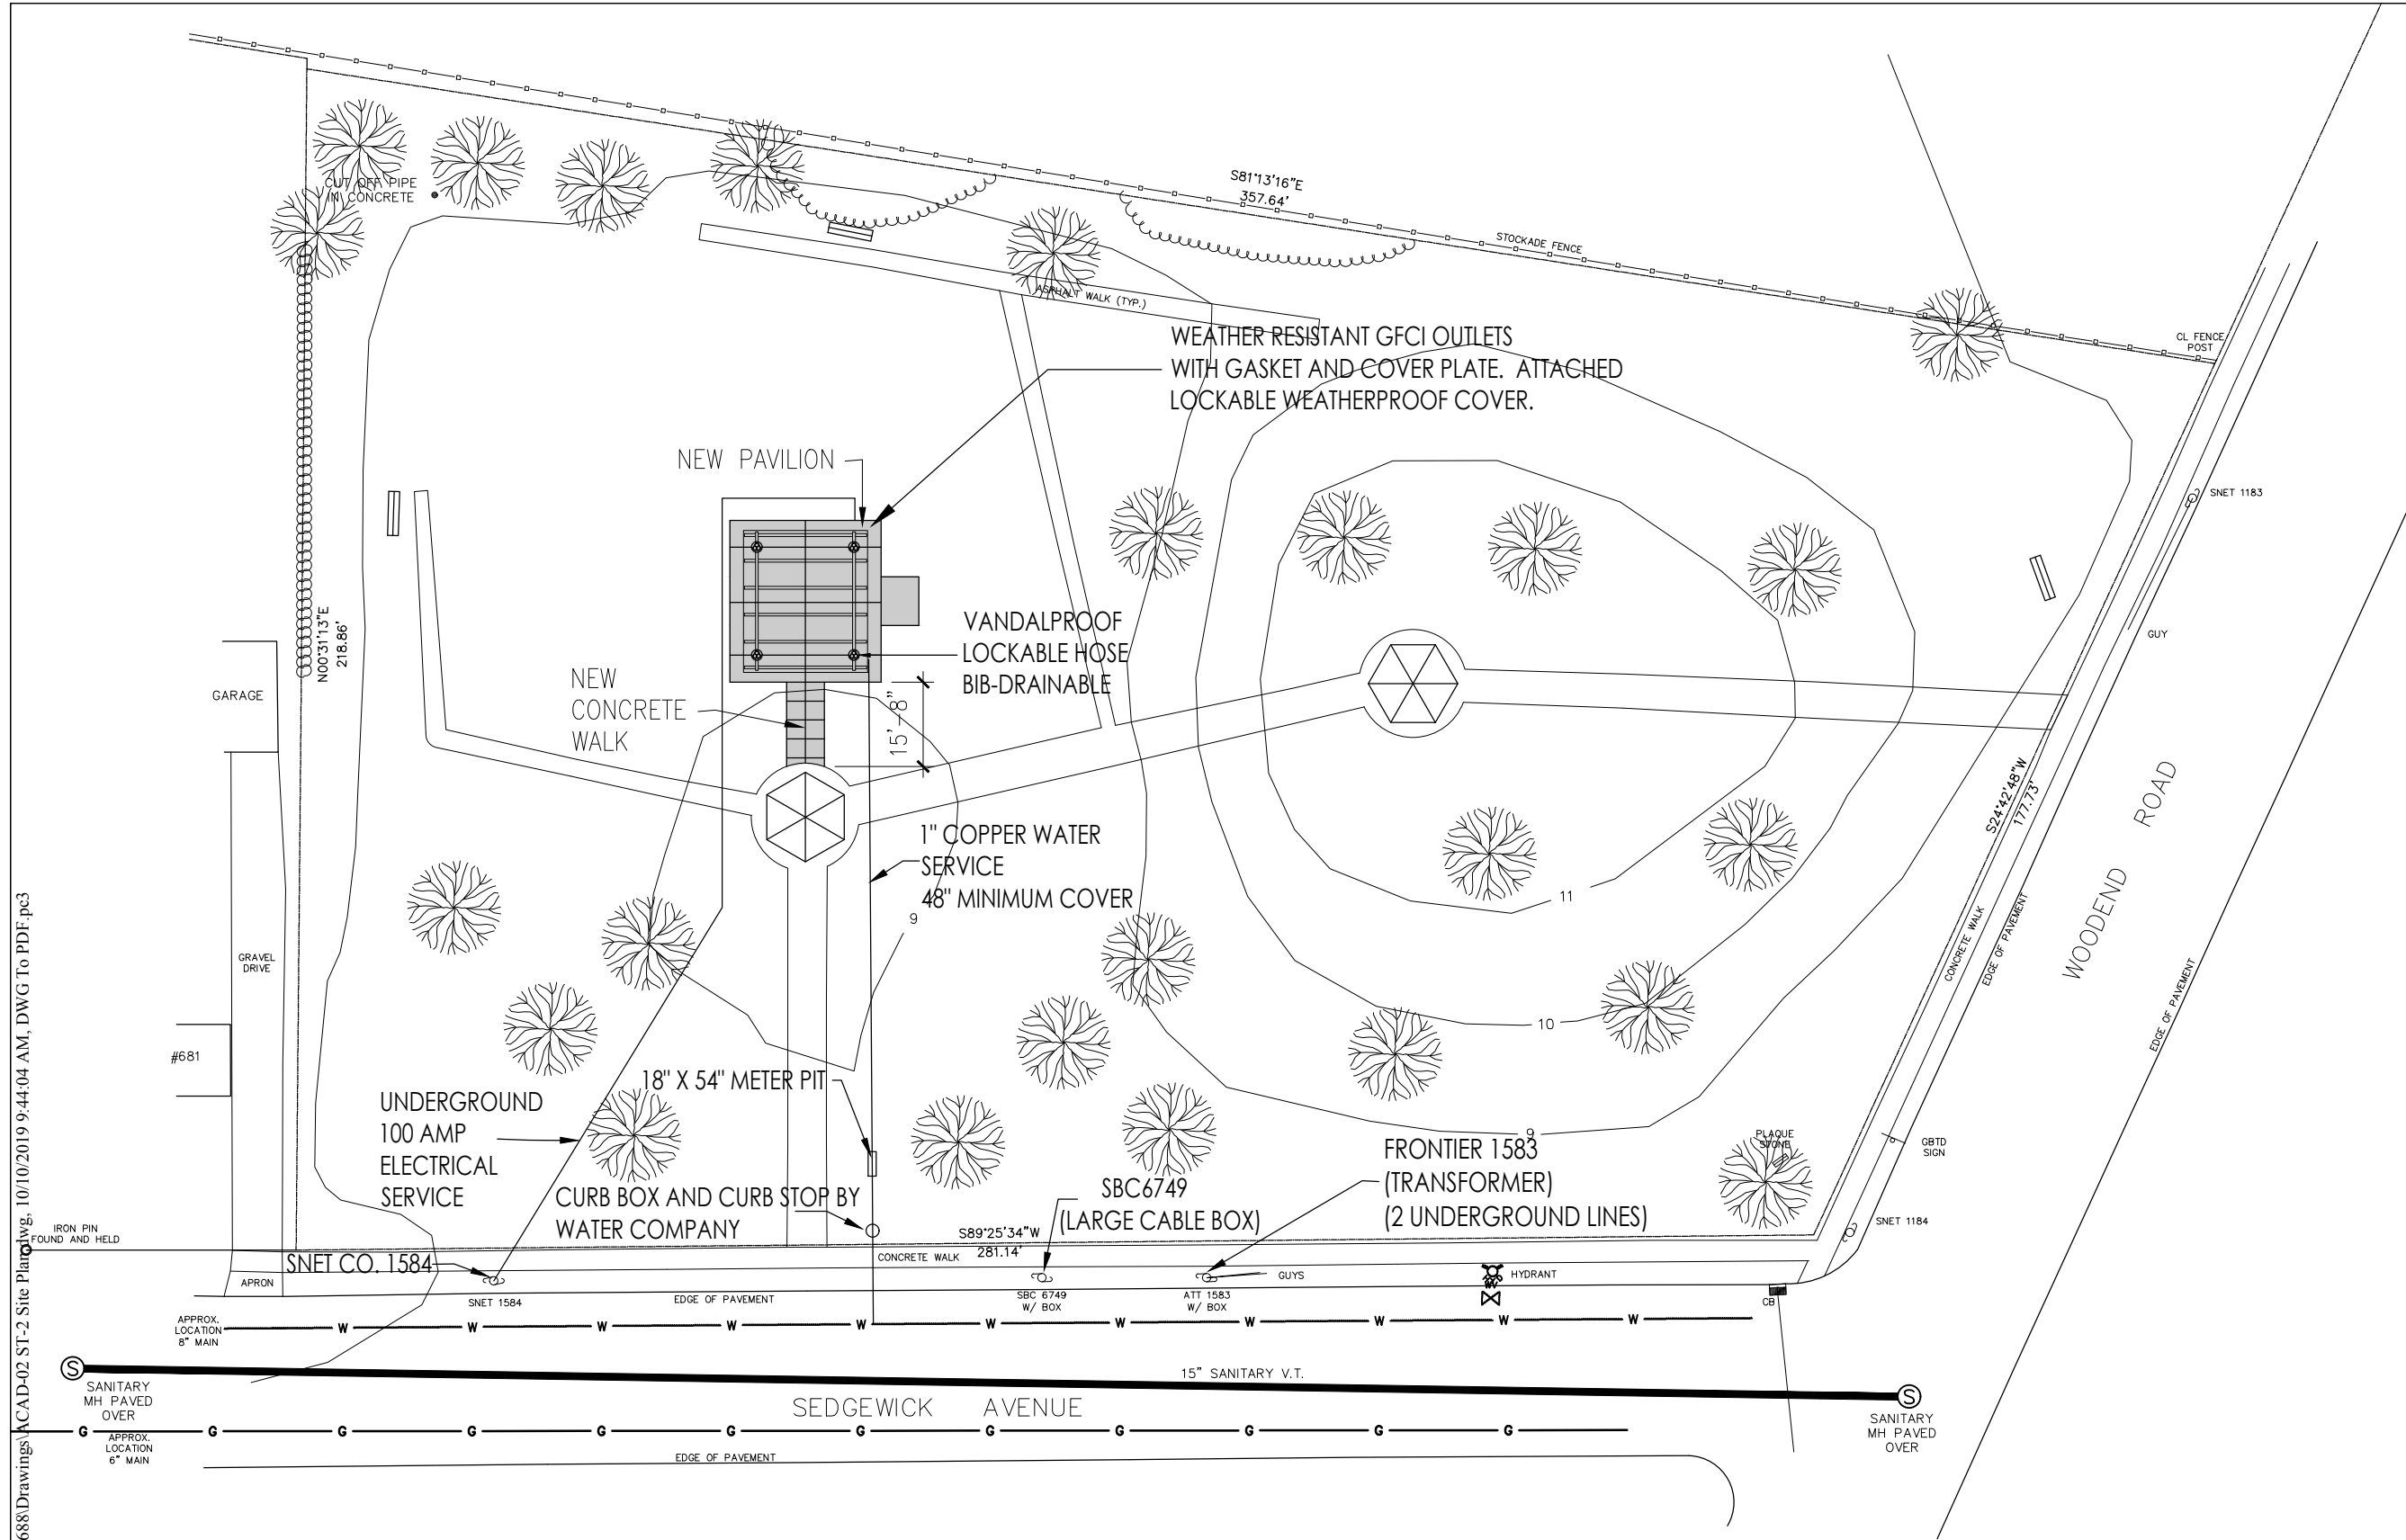 S81°13'16"E
357.64'
STOCKADE FENCE
CUT OFF PIPE
IN CONCRETE
ASPHALT WALK (TYP.)
WEATHER RESISTANT GFCI OUTLETS
WITH GASKET AND COVER PLATE.  ATTACHED
LOCKABLE WEATHERPROOF COVER.
CL FENCE
POST
NEW PAVILION
SNET 1183
N00°31'13"E
218.86'
VANDALPROOF
LOCKABLE HOSE
BIB-DRAINABLE
GUY
GARAGE
NEW
CONCRETE
WALK
15'-8"
S24°42'48"W
177.73'
WOODEND ROAD
1" COPPER WATER
SERVICE
48" MINIMUM COVER
9
11
10
9
GRAVEL
DRIVE
CONCRETE WALK
EDGE OF PAVEMENT
EDGE OF PAVEMENT
#681
18" X 54" METER PIT
UNDERGROUND
100 AMP
ELECTRICAL
SERVICE
CURB BOX AND CURB STOP BY
WATER COMPANY
SBC6749
(LARGE CABLE BOX)
FRONTIER 1583
(TRANSFORMER)
(2 UNDERGROUND LINES)
PLAQUE
STONE
GBTD
SIGN
SNET 1184
IRON PIN
FOUND AND HELD
S89°25'34"W
281.14'
CONCRETE WALK
SNET CO. 1584
APRON
SNET 1584
EDGE OF PAVEMENT
SBC 6749
W/ BOX
ATT 1583
W/ BOX
GUYS
HYDRANT
CB
APPROX.
LOCATION
8" MAIN
W W W W W W W W W W W
S
SANITARY
MH PAVED
OVER
15" SANITARY V.T.
S
SANITARY
MH PAVED
OVER
SEDGEWICK AVENUE
G G G G G G G G G G G G
APPROX.
LOCATION
6" MAIN
EDGE OF PAVEMENT
688\Drawings\ACAD-02 ST-2 Site Plan.dwg, 10/10/2019 9:44:04 AM, DWG To PDF.pc3